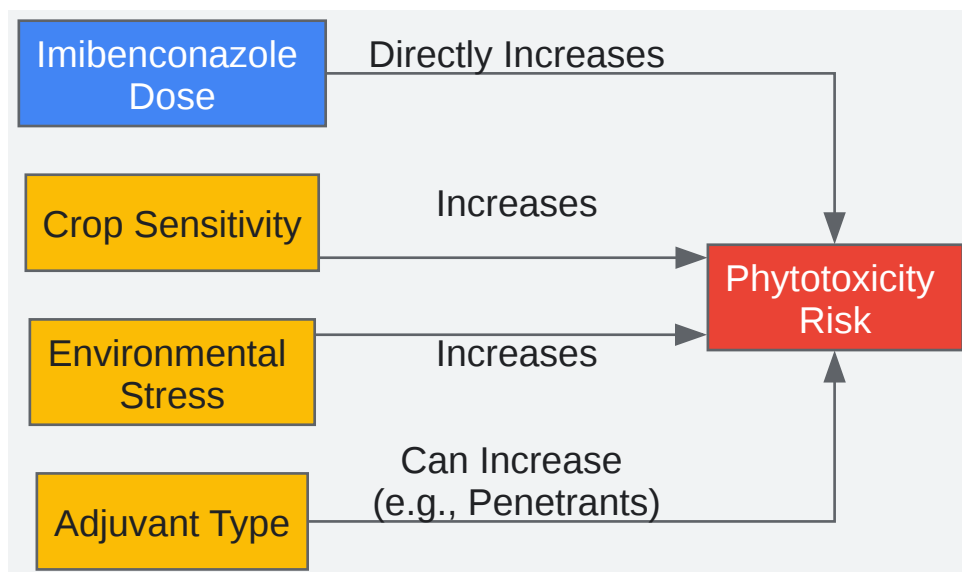 Imibenconazole
Dose
Directly Increases
Crop Sensitivity
Increases
Phytotoxicity
Risk
Environmental
Stress
Increases
Adjuvant Type
Can Increase
(e.g., Penetrants)